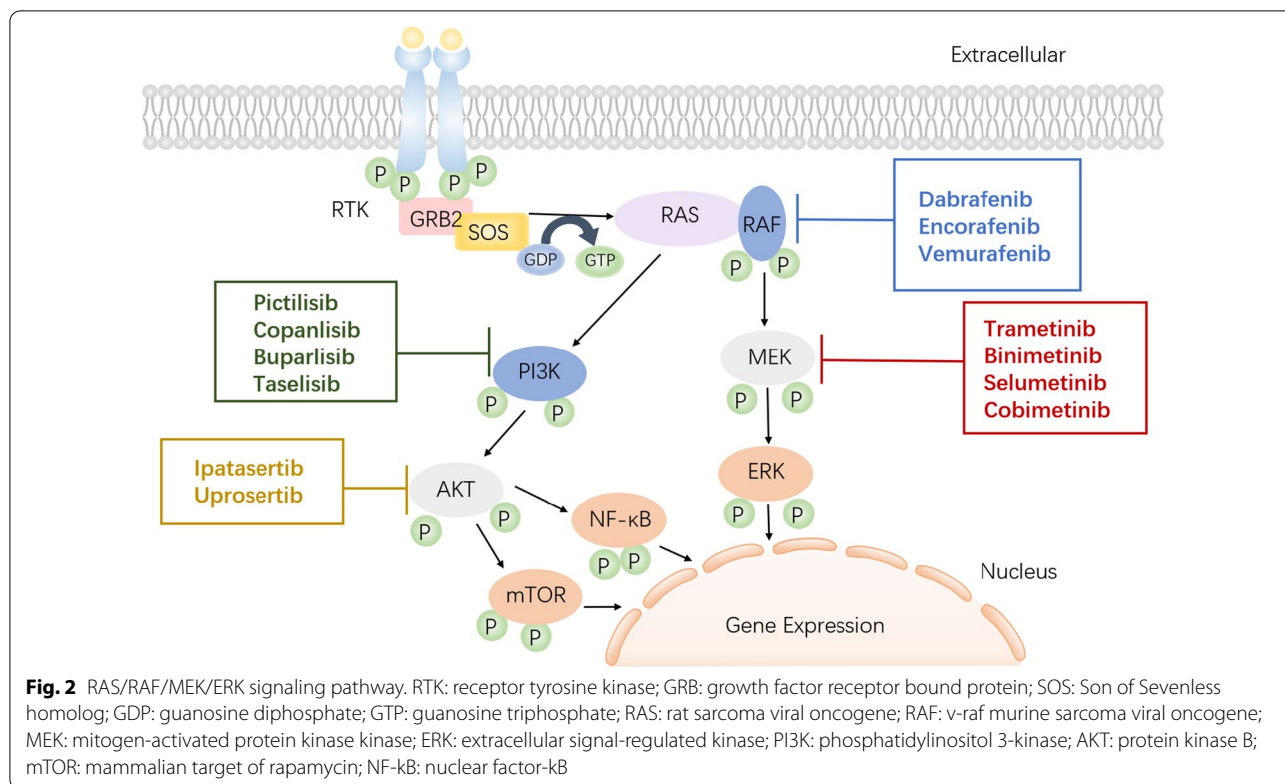 Extracellular
P
P
P
P
RTK
GRB2
SOS
GDP
GTP
RAS
RAF
P
P
Dabrafenib
Encorafenib
Vemurafenib
Pictilisib
Copanlisib
Buparlisib
Taselisib
PI3K
P
P
MEK
P
P
Trametinib
Binimetinib
Selumetinib
Cobimetinib
Ipatasertib
Uprosertib
AKT
P
P
NF-κB
P
P
ERK
P
P
mTOR
P
P
Nucleus
Gene Expression
Fig. 2 RAS/RAF/MEK/ERK signaling pathway. RTK: receptor tyrosine kinase; GRB: growth factor receptor bound protein; SOS: Son of Sevenless
homolog; GDP: guanosine diphosphate; GTP: guanosine triphosphate; RAS: rat sarcoma viral oncogene; RAF: v-raf murine sarcoma viral oncogene;
MEK: mitogen-activated protein kinase kinase; ERK: extracellular signal-regulated kinase; PI3K: phosphatidylinositol 3-kinase; AKT: protein kinase B;
mTOR: mammalian target of rapamycin; NF-kB: nuclear factor-kB